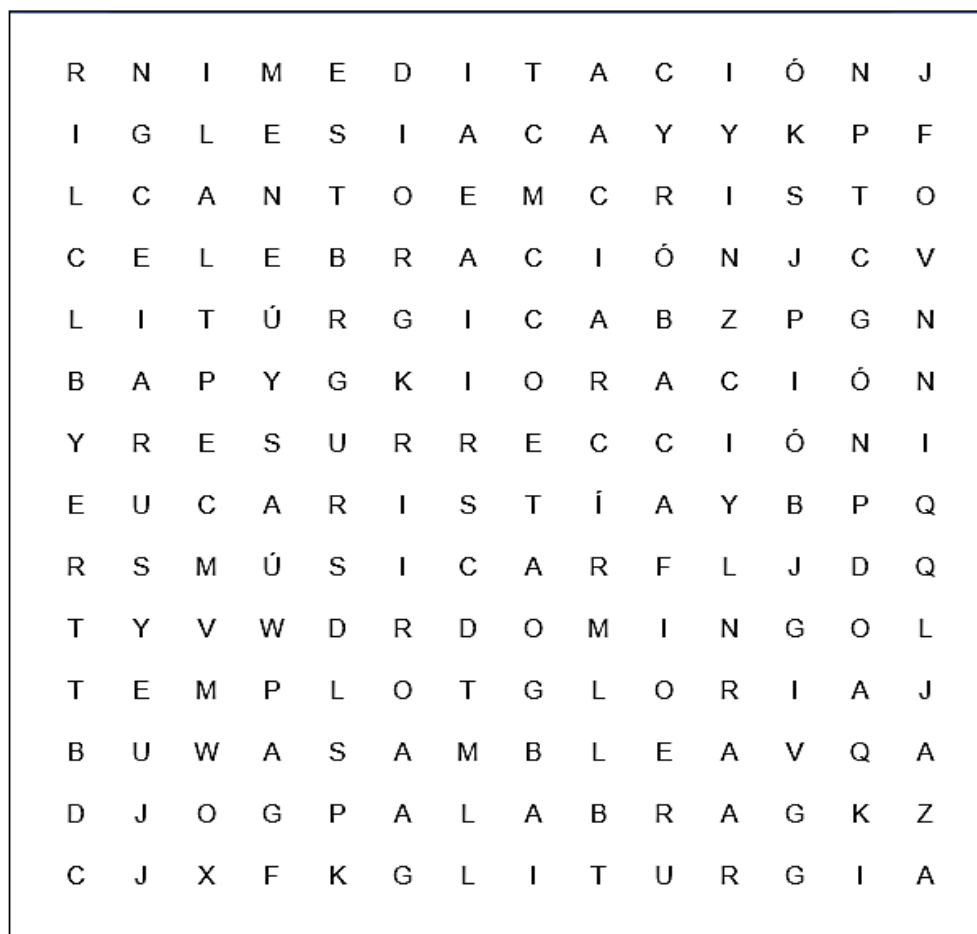 R N I M E D I T A C I Ó N J
I G L E S I A C A Y Y K P F
L C A N T O E M C R I S T O
C E L E B R A C I Ó N J C V
L I T Ú R G I C A B Z P G N
B A P Y G K I O R A C I Ó N
Y R E S U R R E C C I Ó N I
E U C A R I S T Í A Y B P Q
R S M Ú S I C A R F L J D Q
T Y V W D R D O M I N G O L
T E M P L O T G L O R I A J
B U W A S A M B L E A V Q A
D J O G P A L A B R A G K Z
C J X F K G L I T U R G I A